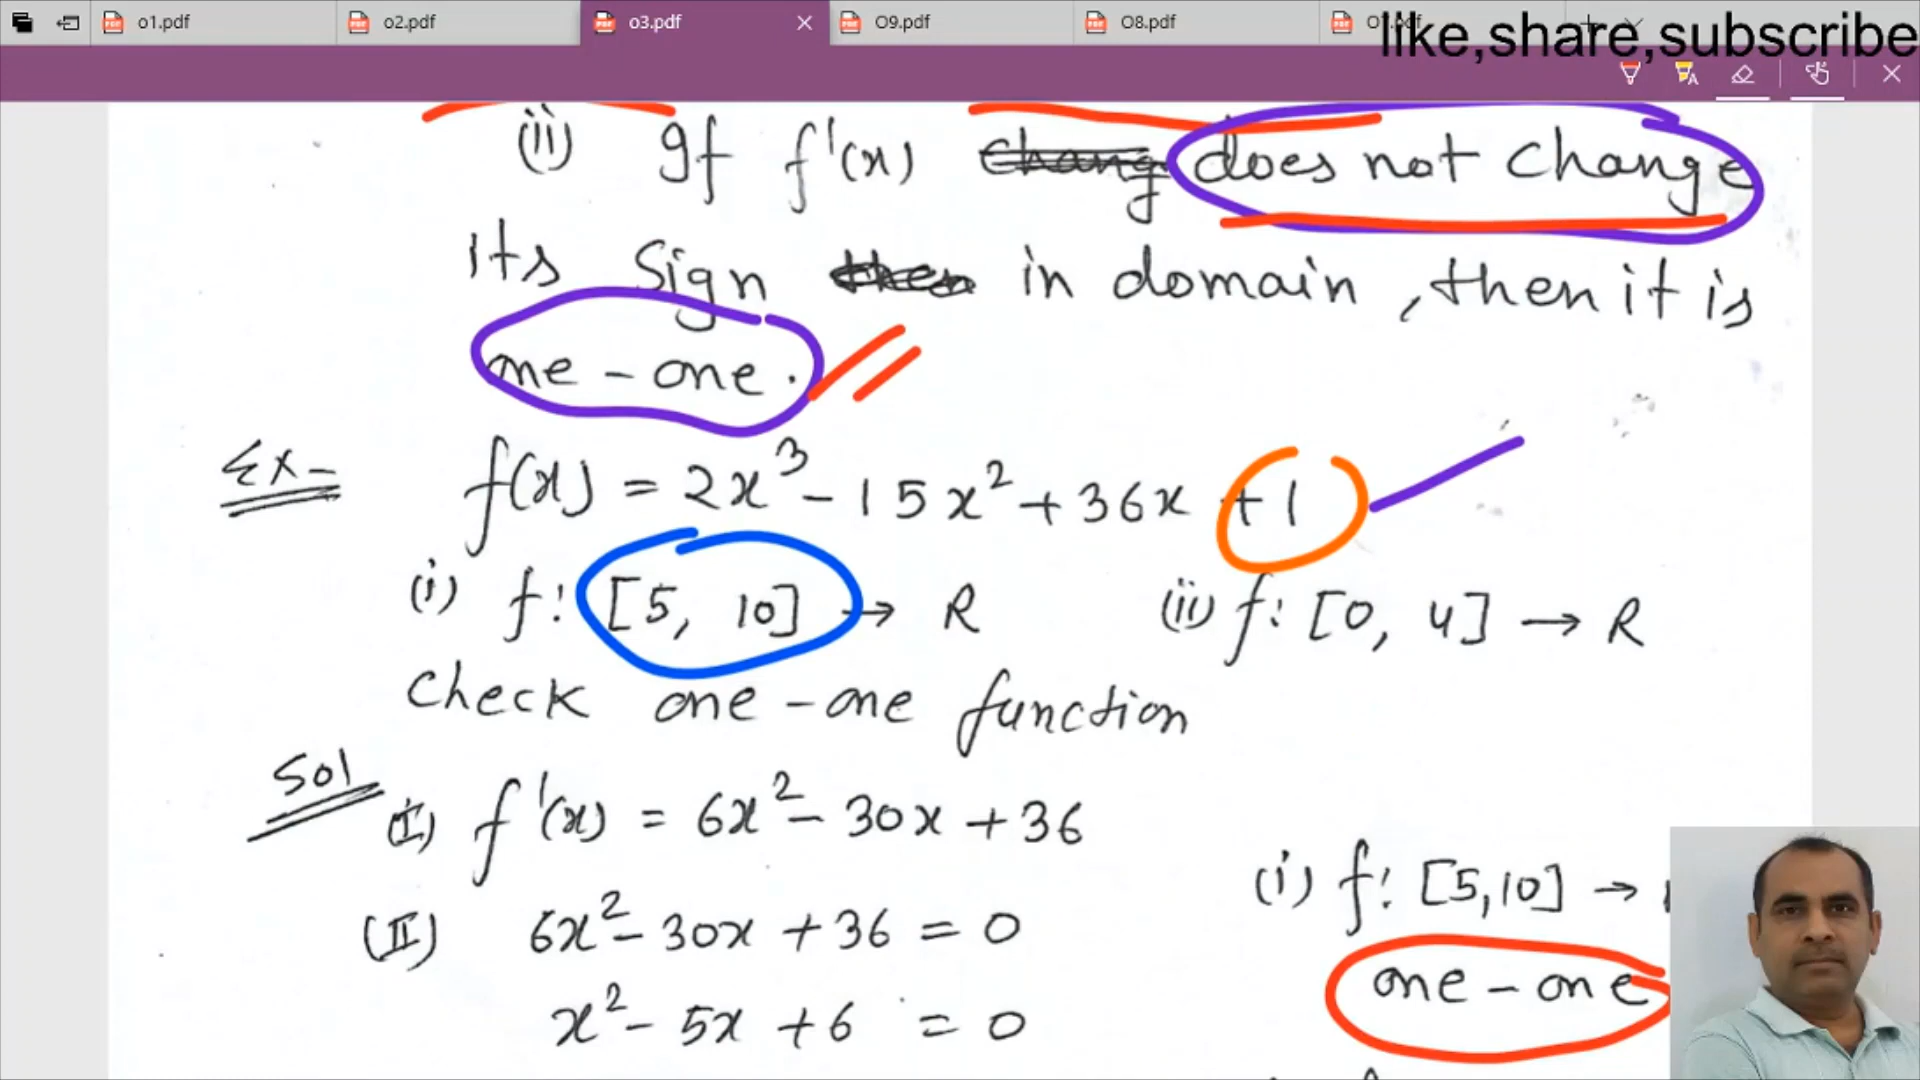 o1.pdf
o2.pdf
o3.pdf
O9.pdf
O8.pdf
like,share,subscribe
(ii) If f'(x) does not change
its sign in domain, then it is
one - one.
Ex- f(x) = 2x³ - 15x² + 36x + 1
(i) f: [5, 10] → R
(ii) f: [0, 4] → R
Check one - one function
Sol
(I) f'(x) = 6x² - 30x + 36
(II) 6x² - 30x + 36 = 0
x² - 5x + 6 = 0
(i) f: [5,10] →
one - one